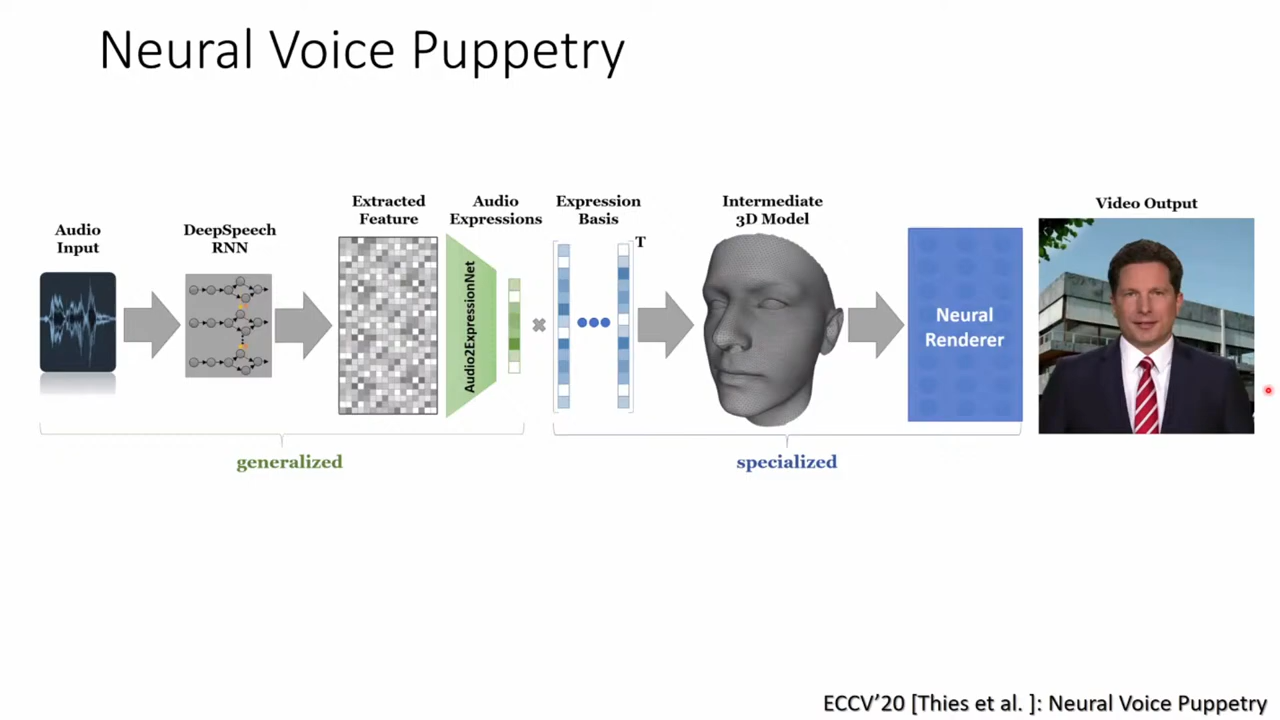 Neural Voice Puppetry
Audio
Input
DeepSpeech
RNN
Extracted
Feature
Audio
Expressions
Audio2ExpressionNet
Expression
Basis
T
Intermediate
3D Model
Neural
Renderer
Video Output
generalized
specialized
ECCV'20 [Thies et al. ]: Neural Voice Puppetry